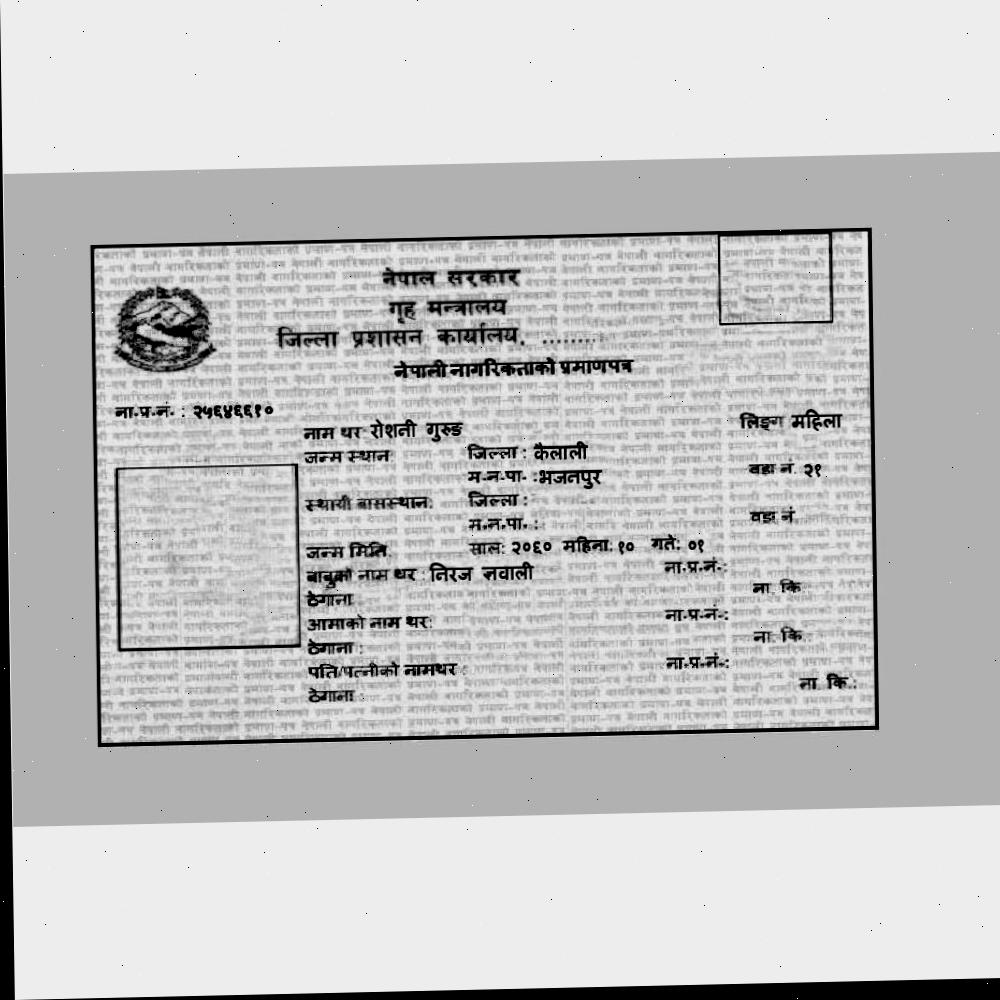 नेपाल सरकार
गृह मन्त्रालय
जिल्ला प्रशासन कार्यालय, ........
नेपाली नागरिकताको प्रमाणपत्र
ना.प्र.नं. : २५६४६६१०
नाम थर: रोशनी गुरुङ लिङ्ग महिला
जन्म स्थान: जिल्ला : कैलाली
म.न.पा. : भजनपुर वडा नं. २१
स्थायी बासस्थान: जिल्ला :
म.न.पा. : वडा नं
जन्म मिति: साल: २०६० महिना: १० गते: ०१
बाबुको नाम थर : निरज ज्ञवाली ना.प्र.नं.:
ठेगाना ना. कि.
आमाको नाम थर: ना.प्र.नं.:
ठेगाना : ना. कि.
पति/पत्नीको नामथर : ना.प्र.नं.:
ठेगाना : ना. कि.: